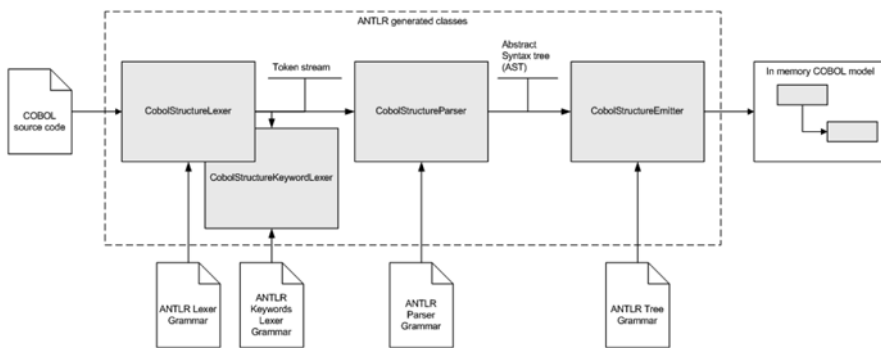 ANTLR generated classes
COBOL
source code
CobolStructureLexer
Token stream
CobolStructureKeywordLexer
CobolStructureParser
Abstract
Syntax tree
(AST)
CobolStructureEmitter
In memory COBOL model
ANTLR Lexer
Grammar
ANTLR
Keywords
Lexer
Grammar
ANTLR
Parser
Grammar
ANTLR Tree
Grammar